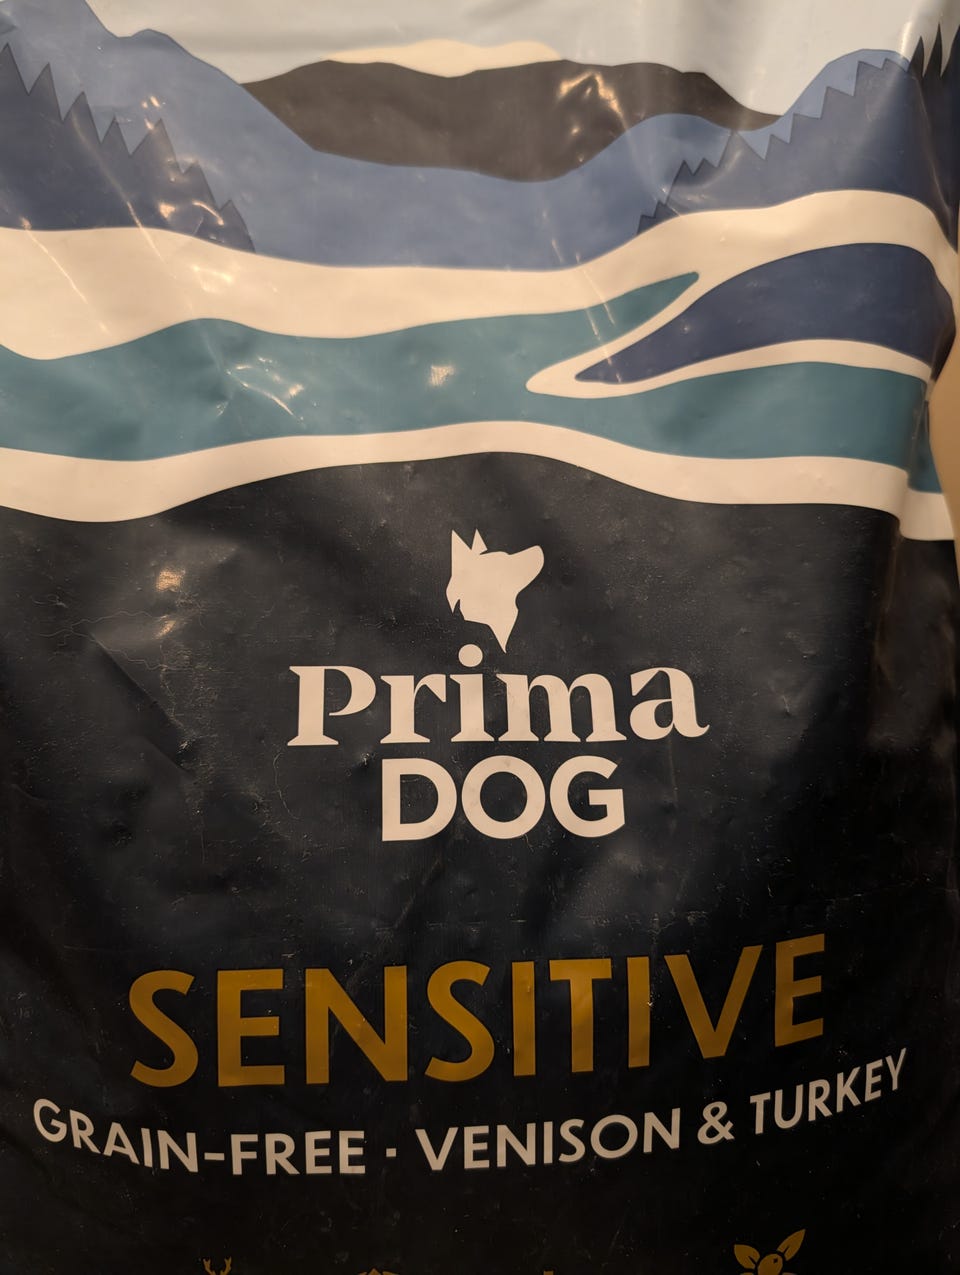 Prima
DOG
SENSITIVE
GRAIN-FREE · VENISON & TURKEY